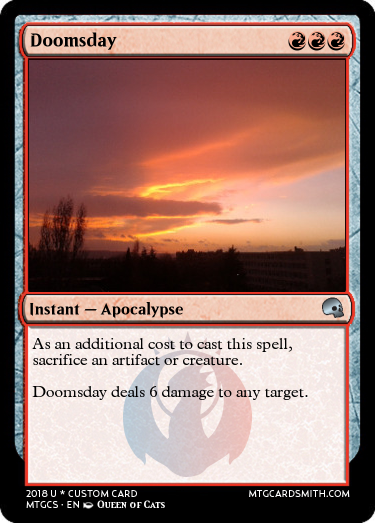 Doomsday
Instant — Apocalypse
As an additional cost to cast this spell,
sacrifice an artifact or creature.
Doomsday deals 6 damage to any target.
2018 U * CUSTOM CARD
MTGCS · EN Queen of Cats
MTGCARDSMITH.COM